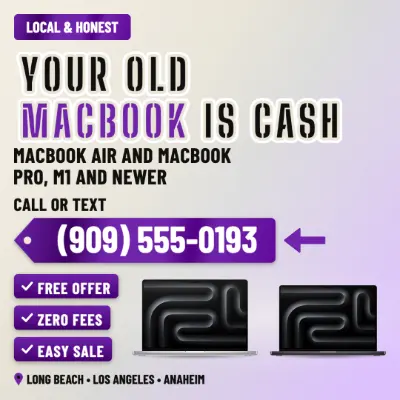 LOCAL & HONEST
YOUR OLD
MACBOOK IS CASH
MACBOOK AIR AND MACBOOK
PRO, M1 AND NEWER
CALL OR TEXT
(909) 555-0193
FREE OFFER
ZERO FEES
EASY SALE
LONG BEACH • LOS ANGELES • ANAHEIM